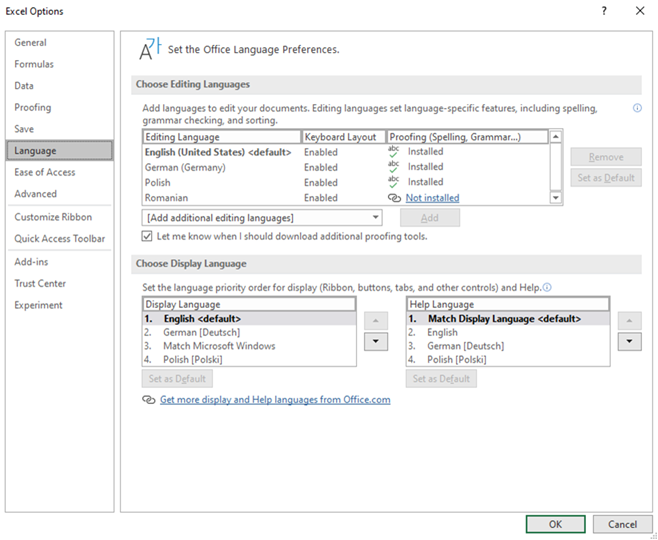 Excel Options
?
General
Formulas
Data
Proofing
Save
Language
Ease of Access
Advanced
Customize Ribbon
Quick Access Toolbar
Add-ins
Trust Center
Experiment
A가 Set the Office Language Preferences.
Choose Editing Languages
Add languages to edit your documents. Editing languages set language-specific features, including spelling,
grammar checking, and sorting.
Editing Language Keyboard Layout Proofing (Spelling, Grammar...)
English (United States) <default> Enabled abc Installed
German (Germany) Enabled abc Installed
Polish Enabled abc Installed
Romanian Enabled Not installed
Remove
Set as Default
[Add additional editing languages] Add
Let me know when I should download additional proofing tools.
Choose Display Language
Set the language priority order for display (Ribbon, buttons, tabs, and other controls) and Help.
Display Language
1. English <default>
2. German [Deutsch]
3. Match Microsoft Windows
4. Polish [Polski]
Set as Default
Help Language
1. Match Display Language <default>
2. English
3. German [Deutsch]
4. Polish [Polski]
Set as Default
Get more display and Help languages from Office.com
OK Cancel